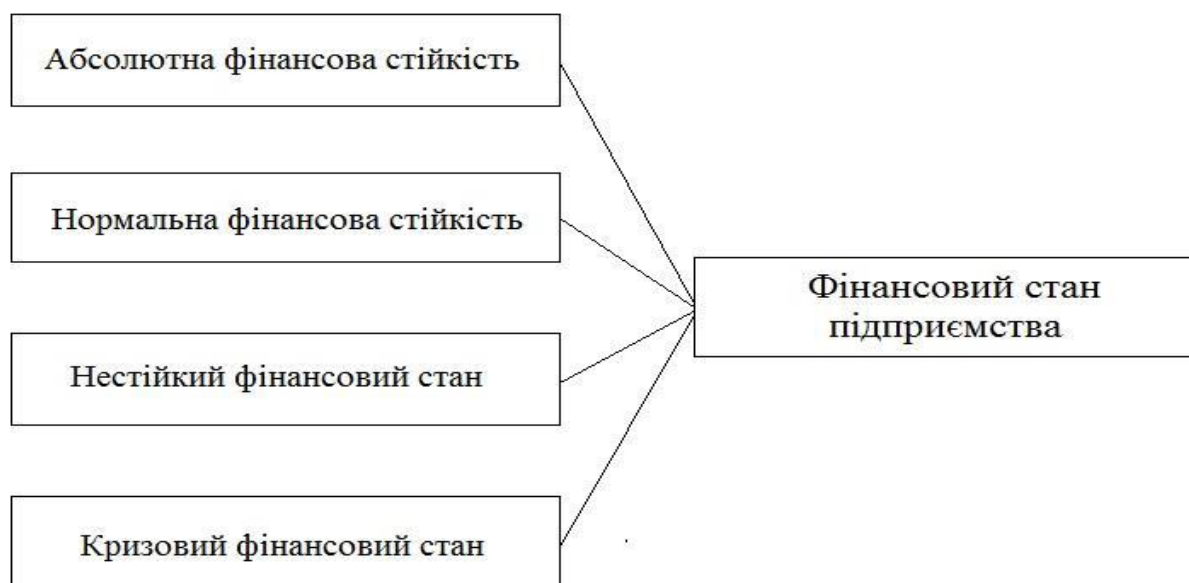 Абсолютна фінансова стійкість
Нормальна фінансова стійкість
Нестійкий фінансовий стан
Кризовий фінансовий стан
Фінансовий стан
підприємства